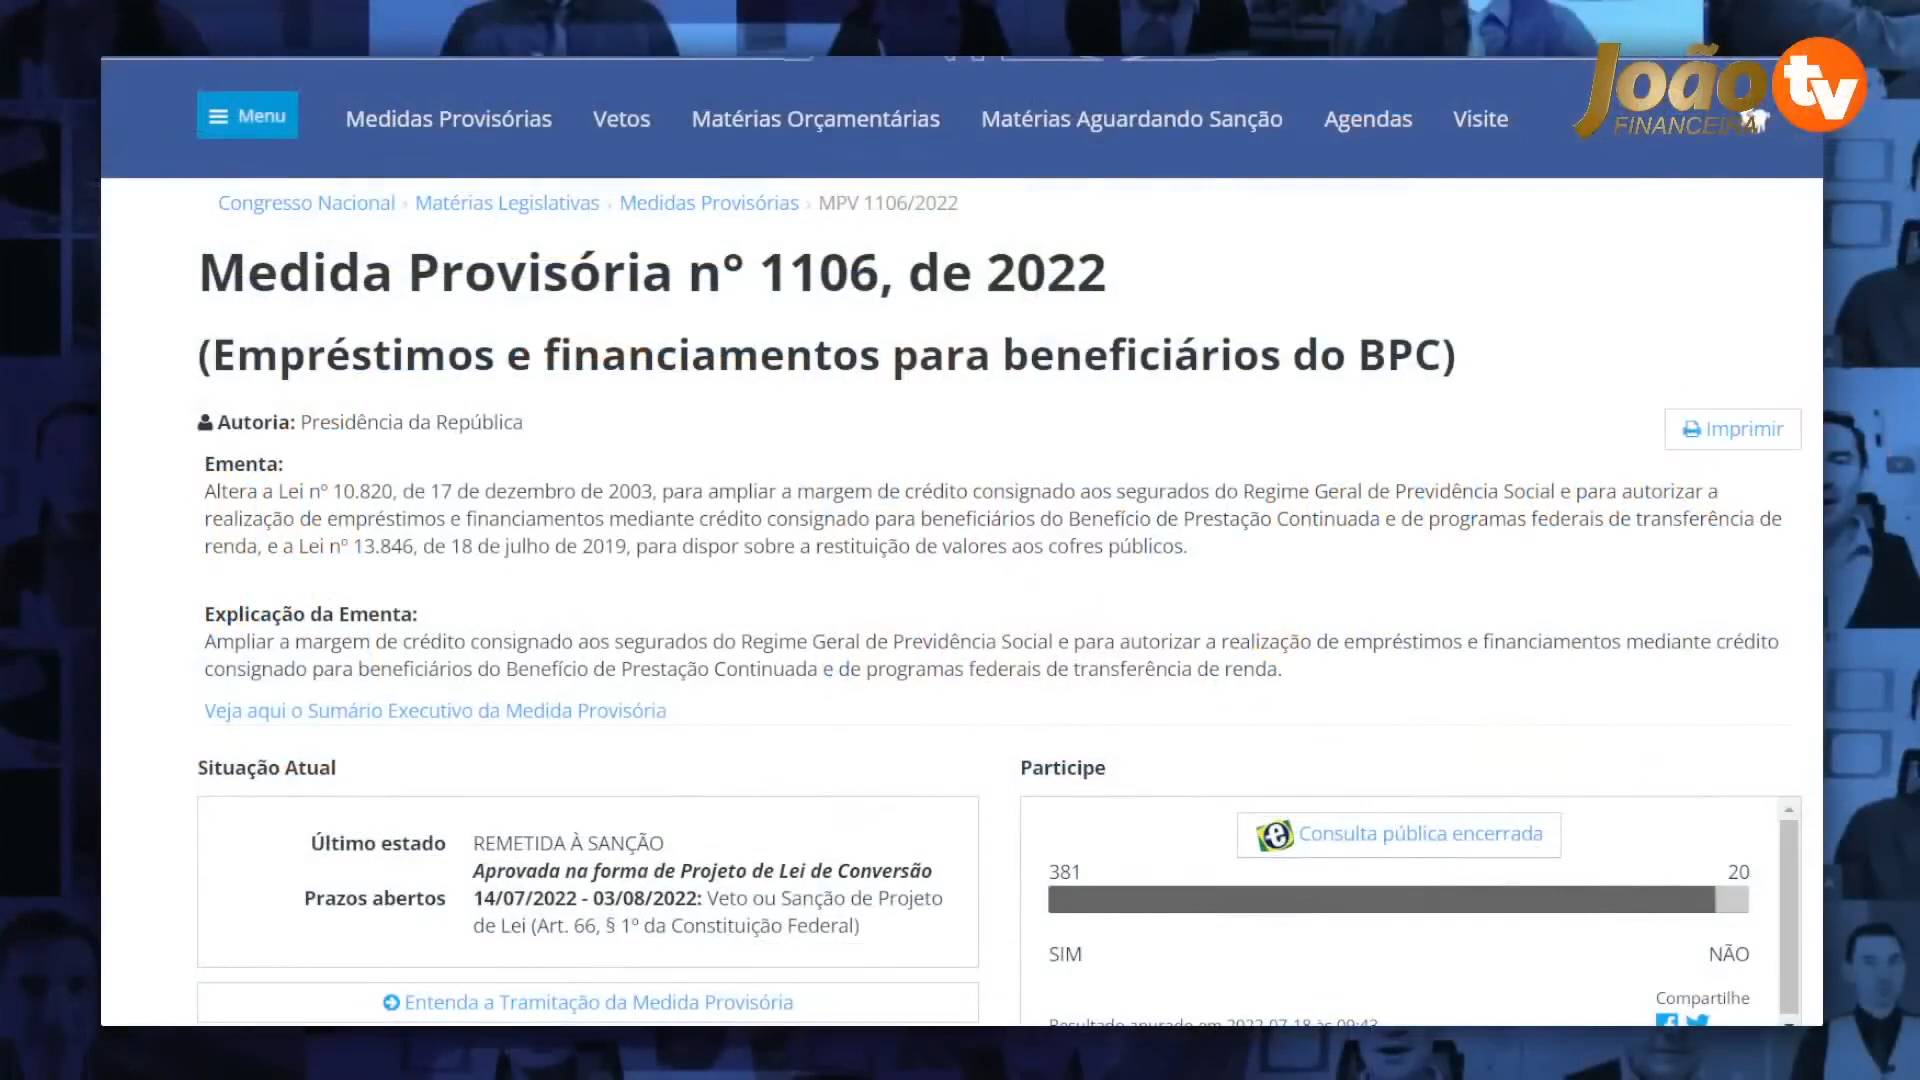 João tv
FINANCEIRA
Menu
Medidas Provisórias
Vetos
Matérias Orçamentárias
Matérias Aguardando Sanção
Agendas
Visite
Congresso Nacional › Matérias Legislativas › Medidas Provisórias › MPV 1106/2022
Medida Provisória n° 1106, de 2022
(Empréstimos e financiamentos para beneficiários do BPC)
Autoria: Presidência da República
Imprimir
Ementa:
Altera a Lei nº 10.820, de 17 de dezembro de 2003, para ampliar a margem de crédito consignado aos segurados do Regime Geral de Previdência Social e para autorizar a
realização de empréstimos e financiamentos mediante crédito consignado para beneficiários do Benefício de Prestação Continuada e de programas federais de transferência de
renda, e a Lei nº 13.846, de 18 de julho de 2019, para dispor sobre a restituição de valores aos cofres públicos.
Explicação da Ementa:
Ampliar a margem de crédito consignado aos segurados do Regime Geral de Previdência Social e para autorizar a realização de empréstimos e financiamentos mediante crédito
consignado para beneficiários do Benefício de Prestação Continuada e de programas federais de transferência de renda.
Veja aqui o Sumário Executivo da Medida Provisória
Situação Atual
Último estado
REMETIDA À SANÇÃO
Aprovada na forma de Projeto de Lei de Conversão
Prazos abertos
14/07/2022 - 03/08/2022: Veto ou Sanção de Projeto
de Lei (Art. 66, § 1º da Constituição Federal)
Entenda a Tramitação da Medida Provisória
Participe
Consulta pública encerrada
381
20
SIM
NÃO
Compartilhe
Resultado apurado em 2022-07-18 às 09:43